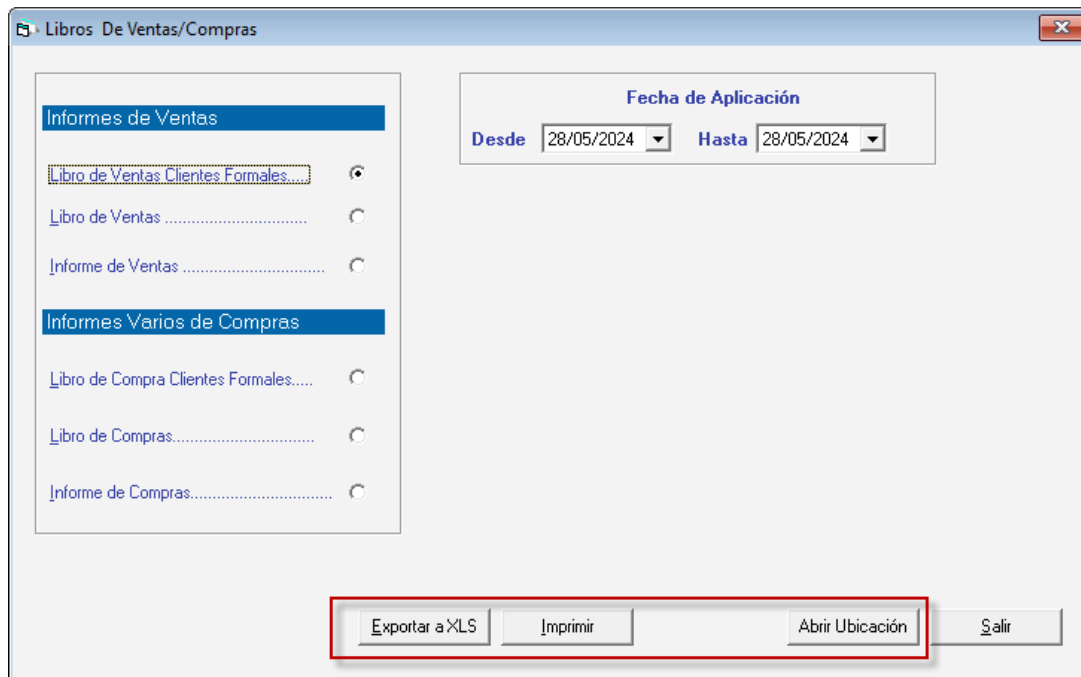 Libros De Ventas/Compras
Informes de Ventas
Libro de Ventas Clientes Formales.....
Libro de Ventas ................................
Informe de Ventas ................................
Informes Varios de Compras
Libro de Compra Clientes Formales.....
Libro de Compras................................
Informe de Compras................................
Fecha de Aplicación
Desde 28/05/2024 Hasta 28/05/2024
Exportar a XLS Imprimir Abrir Ubicación Salir